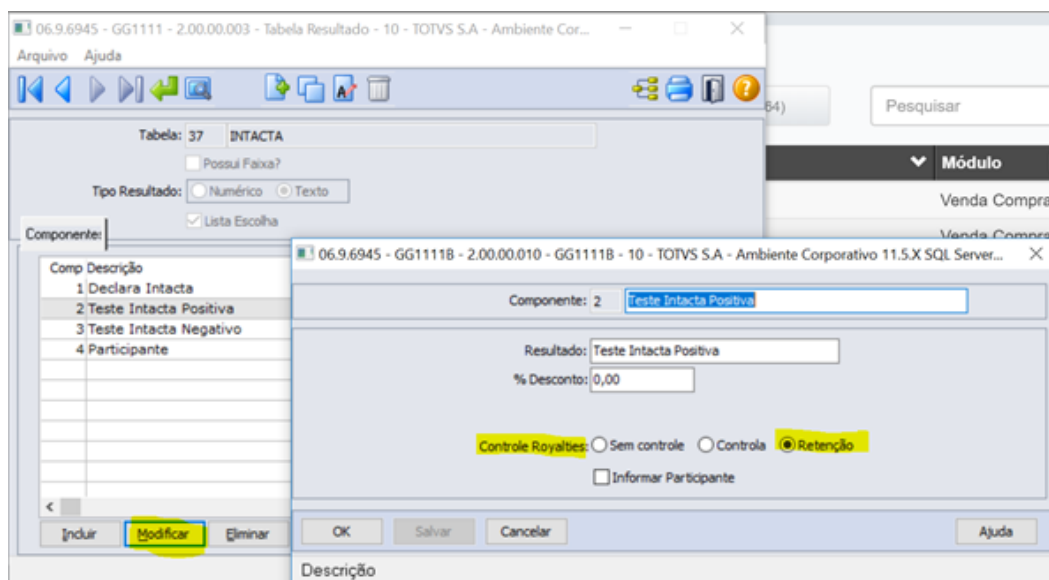 06.9.6945 - GG1111 - 2.00.00.003 - Tabela Resultado - 10 - TOTVS S.A - Ambiente Cor...
Arquivo Ajuda
64)
Pesquisar
Tabela: 37 INTACTA
Possui Faixa?
Tipo Resultado: Numérico Texto
Lista Escolha
Módulo
Venda Compra
Venda Compra
Componente:
Comp Descrição
1 Declara Intacta
2 Teste Intacta Positiva
3 Teste Intacta Negativo
4 Participante
Incluir Modificar Eliminar
06.9.6945 - GG1111B - 2.00.00.010 - GG1111B - 10 - TOTVS S.A - Ambiente Corporativo 11.5.X SQL Server...
Componente: 2 Teste Intacta Positiva
Resultado: Teste Intacta Positiva
% Desconto: 0,00
Controle Royalties: Sem controle Controla Retenção
Informar Participante
OK Salvar Cancelar Ajuda
Descrição